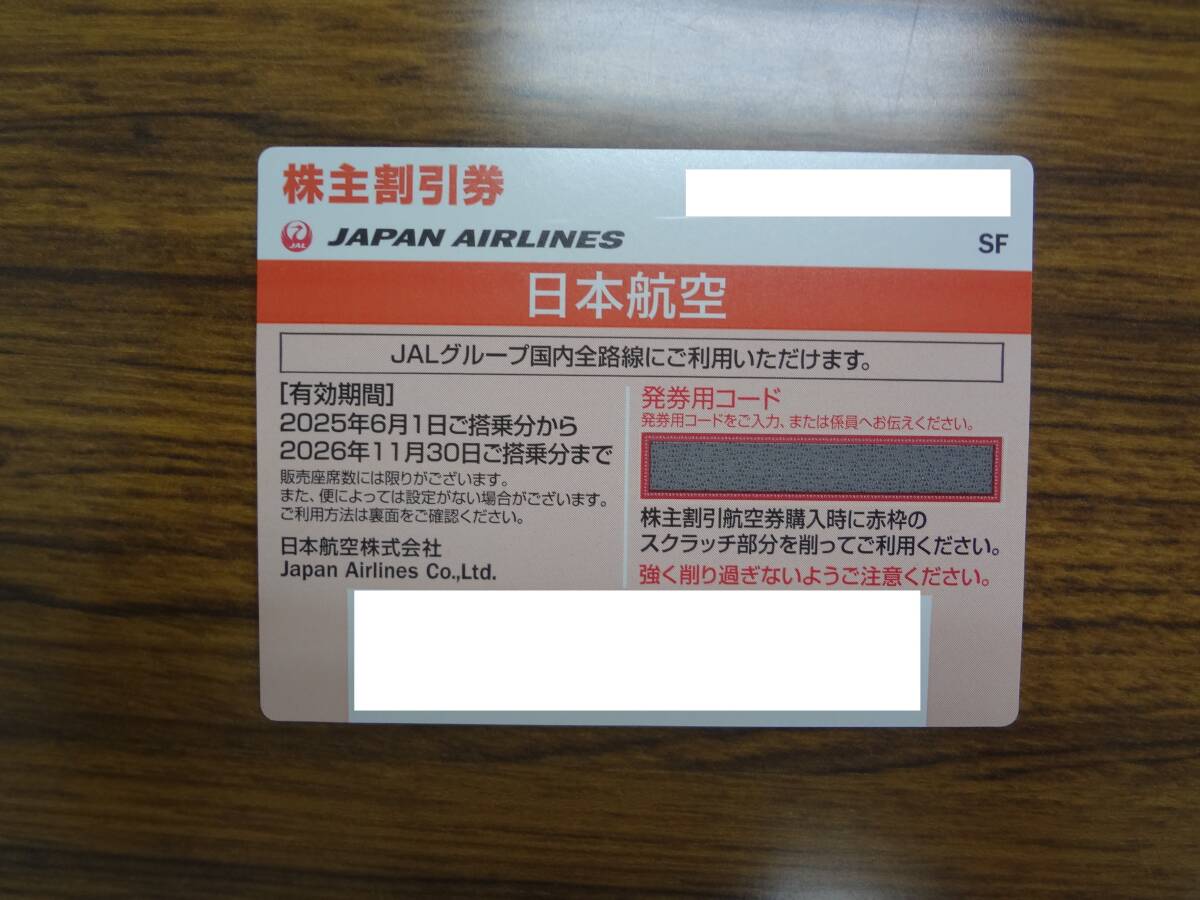 株主割引券
JAL JAPAN AIRLINES
SF
日本航空
JALグループ国内全路線にご利用いただけます。
[有効期間]
2025年6月1日ご搭乗分から
2026年11月30日ご搭乗分まで
販売座席数には限りがございます。
また、便によっては設定がない場合がございます。
ご利用方法は裏面をご確認ください。
日本航空株式会社
Japan Airlines Co.,Ltd.
発券用コード
発券用コードをご入力、または係員へお伝えください。
株主割引航空券購入時に赤枠の
スクラッチ部分を削ってご利用ください。
強く削り過ぎないようご注意ください。